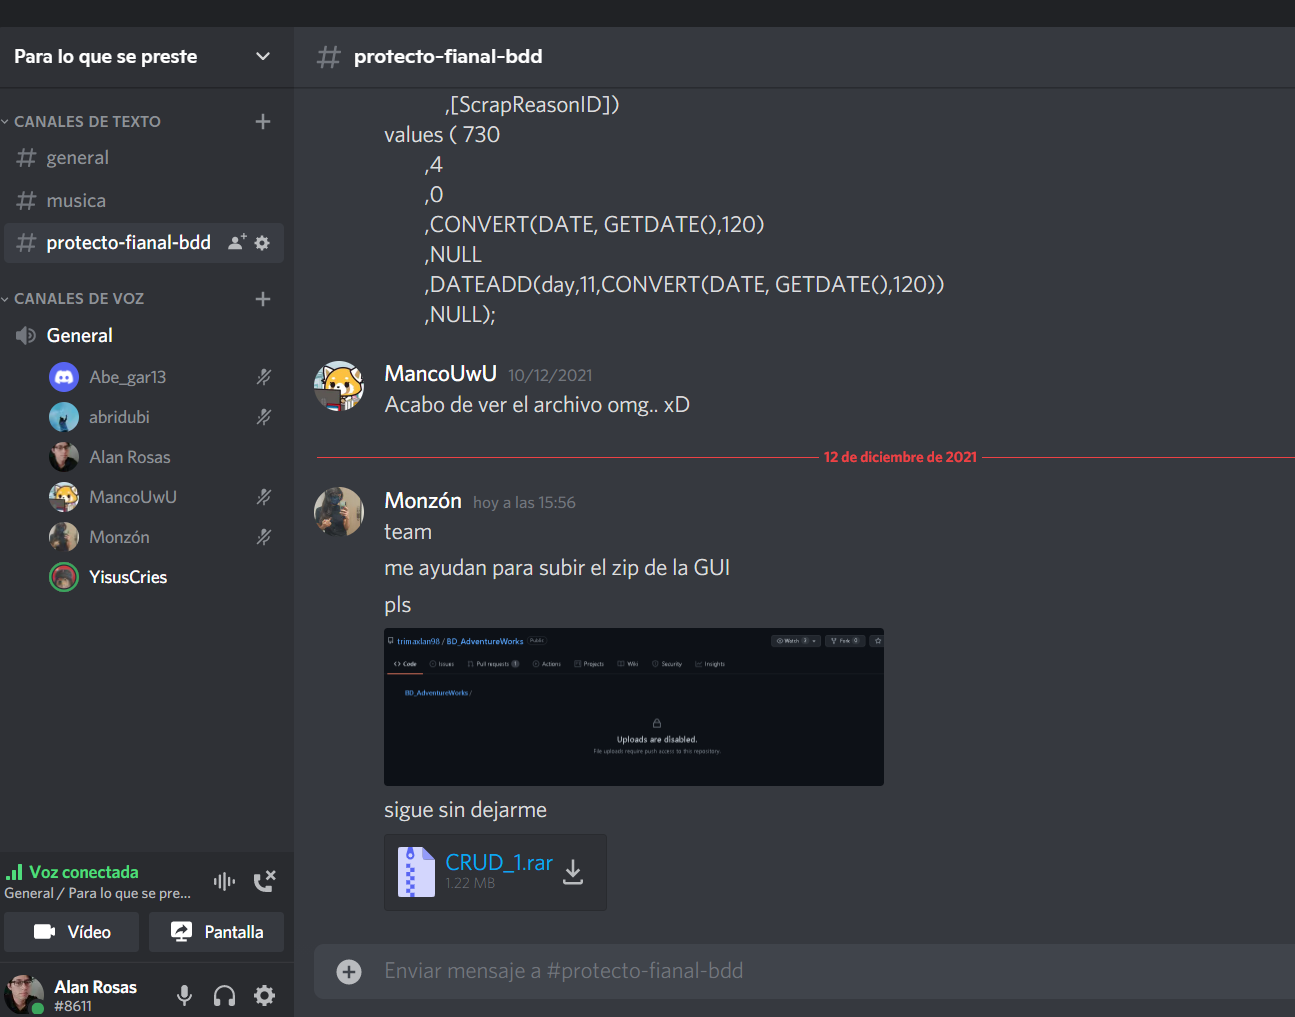 Para lo que se preste
CANALES DE TEXTO
general
musica
protecto-fianal-bdd
CANALES DE VOZ
General
Abe_gar13
abridubi
Alan Rosas
MancoUwU
Monzón
YisusCries
Voz conectada
General / Para lo que se pre...
Vídeo
Pantalla
Alan Rosas
#8611
protecto-fianal-bdd
,[ScrapReasonID])
values ( 730
,4
,0
,CONVERT(DATE, GETDATE(),120)
,NULL
,DATEADD(day,11,CONVERT(DATE, GETDATE(),120))
,NULL);
MancoUwU 10/12/2021
Acabo de ver el archivo omg.. xD
12 de diciembre de 2021
Monzón hoy a las 15:56
team
me ayudan para subir el zip de la GUI
pls
trimaxlan98 / BD_AdventureWorks Public
Watch 1 Fork 0
Code Issues Pull requests 1 Actions Projects Wiki Security Insights
BD_AdventureWorks /
Uploads are disabled.
File uploads require push access to this repository.
sigue sin dejarme
CRUD_1.rar
1.22 MB
Enviar mensaje a #protecto-fianal-bdd